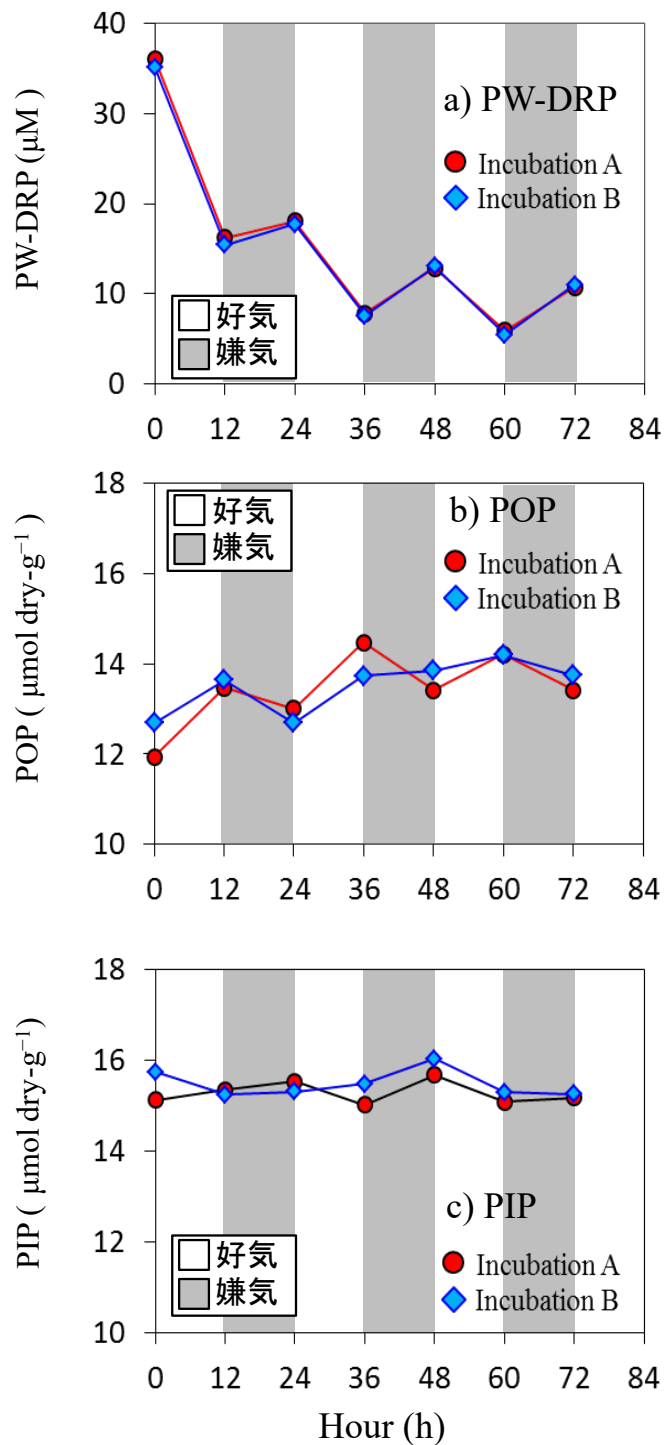 40
30
20
10
0
PW-DRP (μM )
a) PW-DRP
Incubation A
Incubation B
好気
嫌気
0 12 24 36 48 60 72 84
18
16
14
12
10
POP ( μmol dry-g⁻¹)
好気
嫌気
b) POP
Incubation A
Incubation B
0 12 24 36 48 60 72 84
18
16
14
12
10
PIP ( μmol dry-g⁻¹)
c) PIP
好気
嫌気
Incubation A
Incubation B
0 12 24 36 48 60 72 84
Hour (h)